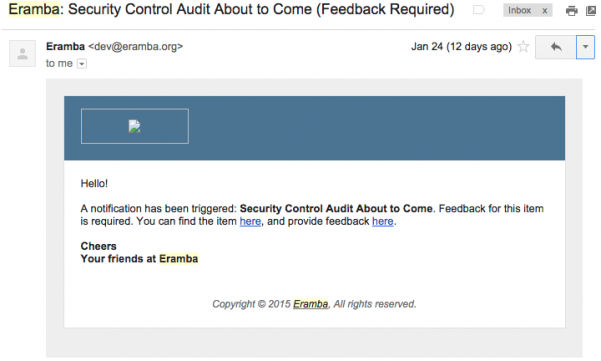 Eramba: Security Control Audit About to Come (Feedback Required)
Inbox x
Eramba <dev@eramba.org>
Jan 24 (12 days ago)
to me
Hello!
A notification has been triggered: Security Control Audit About to Come. Feedback for this item
is required. You can find the item here, and provide feedback here.
Cheers
Your friends at Eramba
Copyright © 2015 Eramba, All rights reserved.